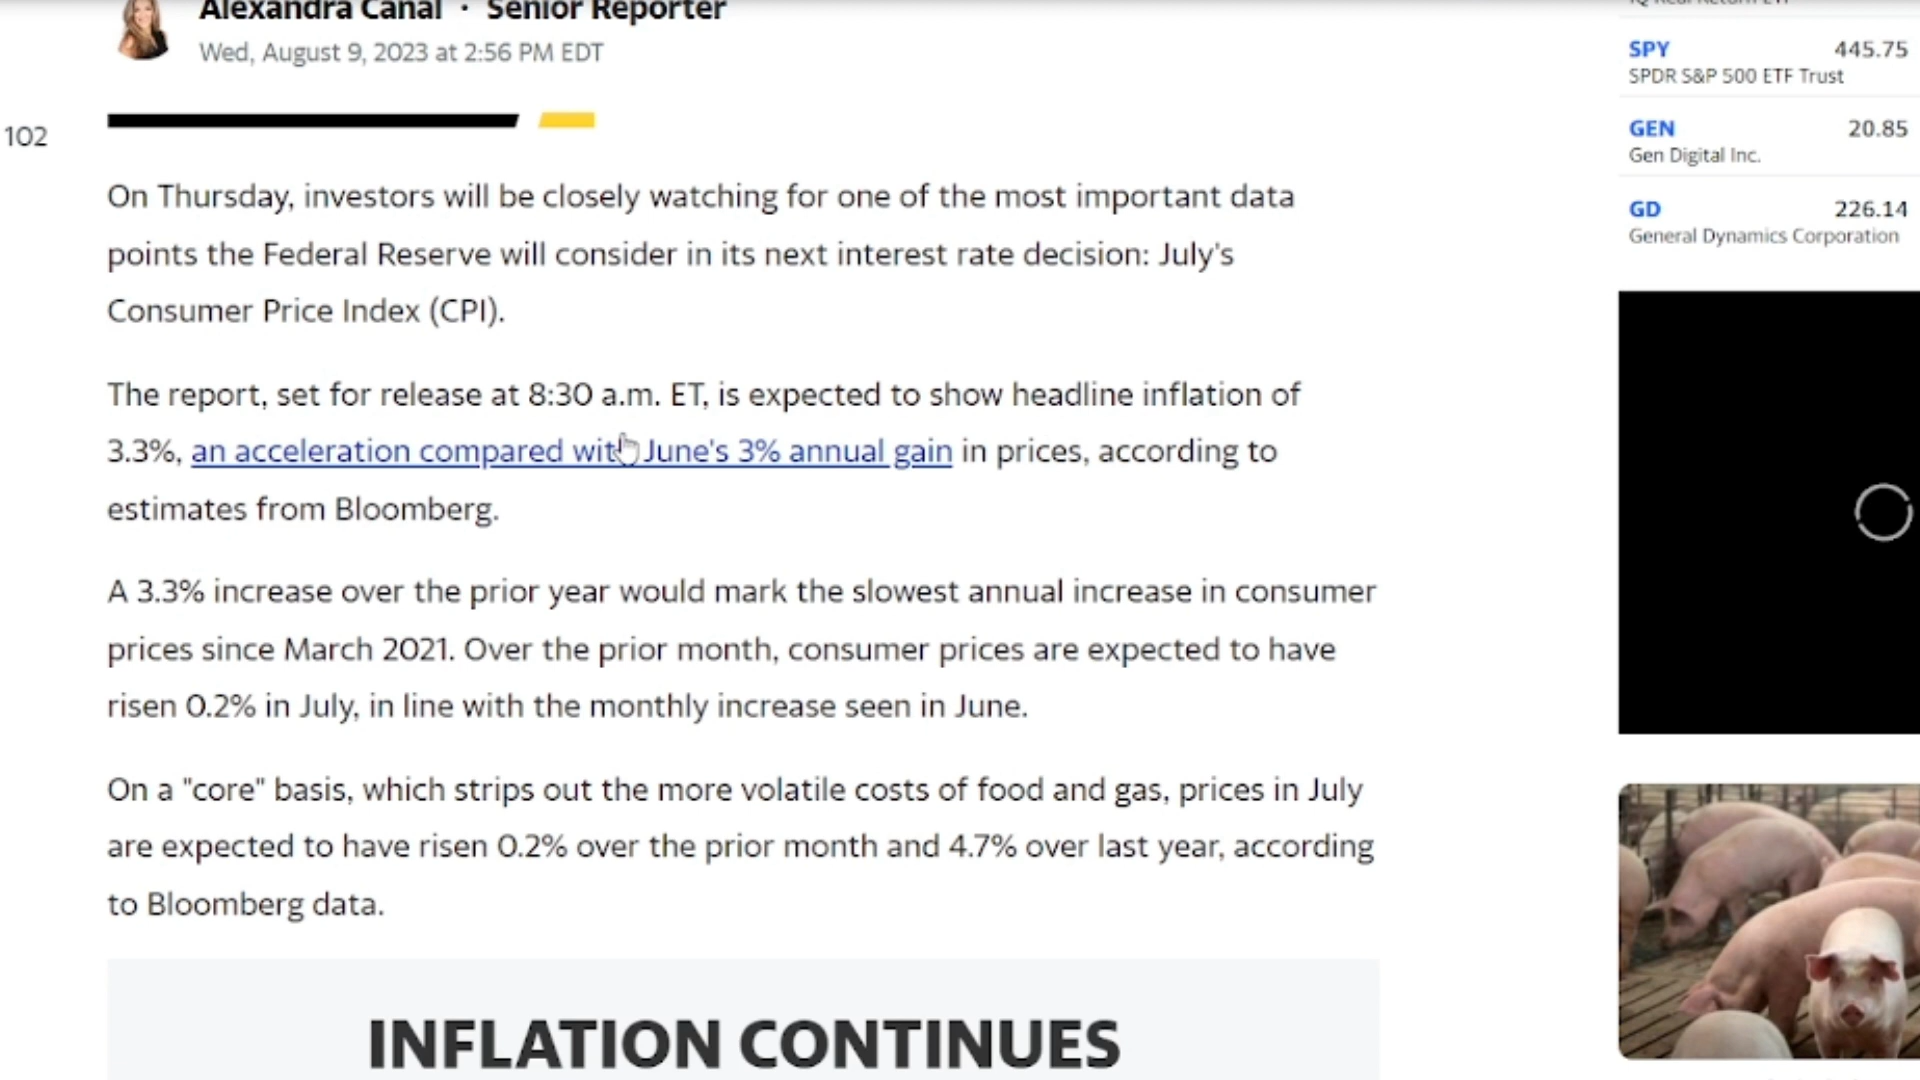 Alexandra Canal · Senior Reporter
Wed, August 9, 2023 at 2:56 PM EDT
102
On Thursday, investors will be closely watching for one of the most important data
points the Federal Reserve will consider in its next interest rate decision: July's
Consumer Price Index (CPI).
The report, set for release at 8:30 a.m. ET, is expected to show headline inflation of
3.3%, an acceleration compared with June's 3% annual gain in prices, according to
estimates from Bloomberg.
A 3.3% increase over the prior year would mark the slowest annual increase in consumer
prices since March 2021. Over the prior month, consumer prices are expected to have
risen 0.2% in July, in line with the monthly increase seen in June.
On a "core" basis, which strips out the more volatile costs of food and gas, prices in July
are expected to have risen 0.2% over the prior month and 4.7% over last year, according
to Bloomberg data.
INFLATION CONTINUES
SPY 445.75
SPDR S&P 500 ETF Trust
GEN 20.85
Gen Digital Inc.
GD 226.14
General Dynamics Corporation